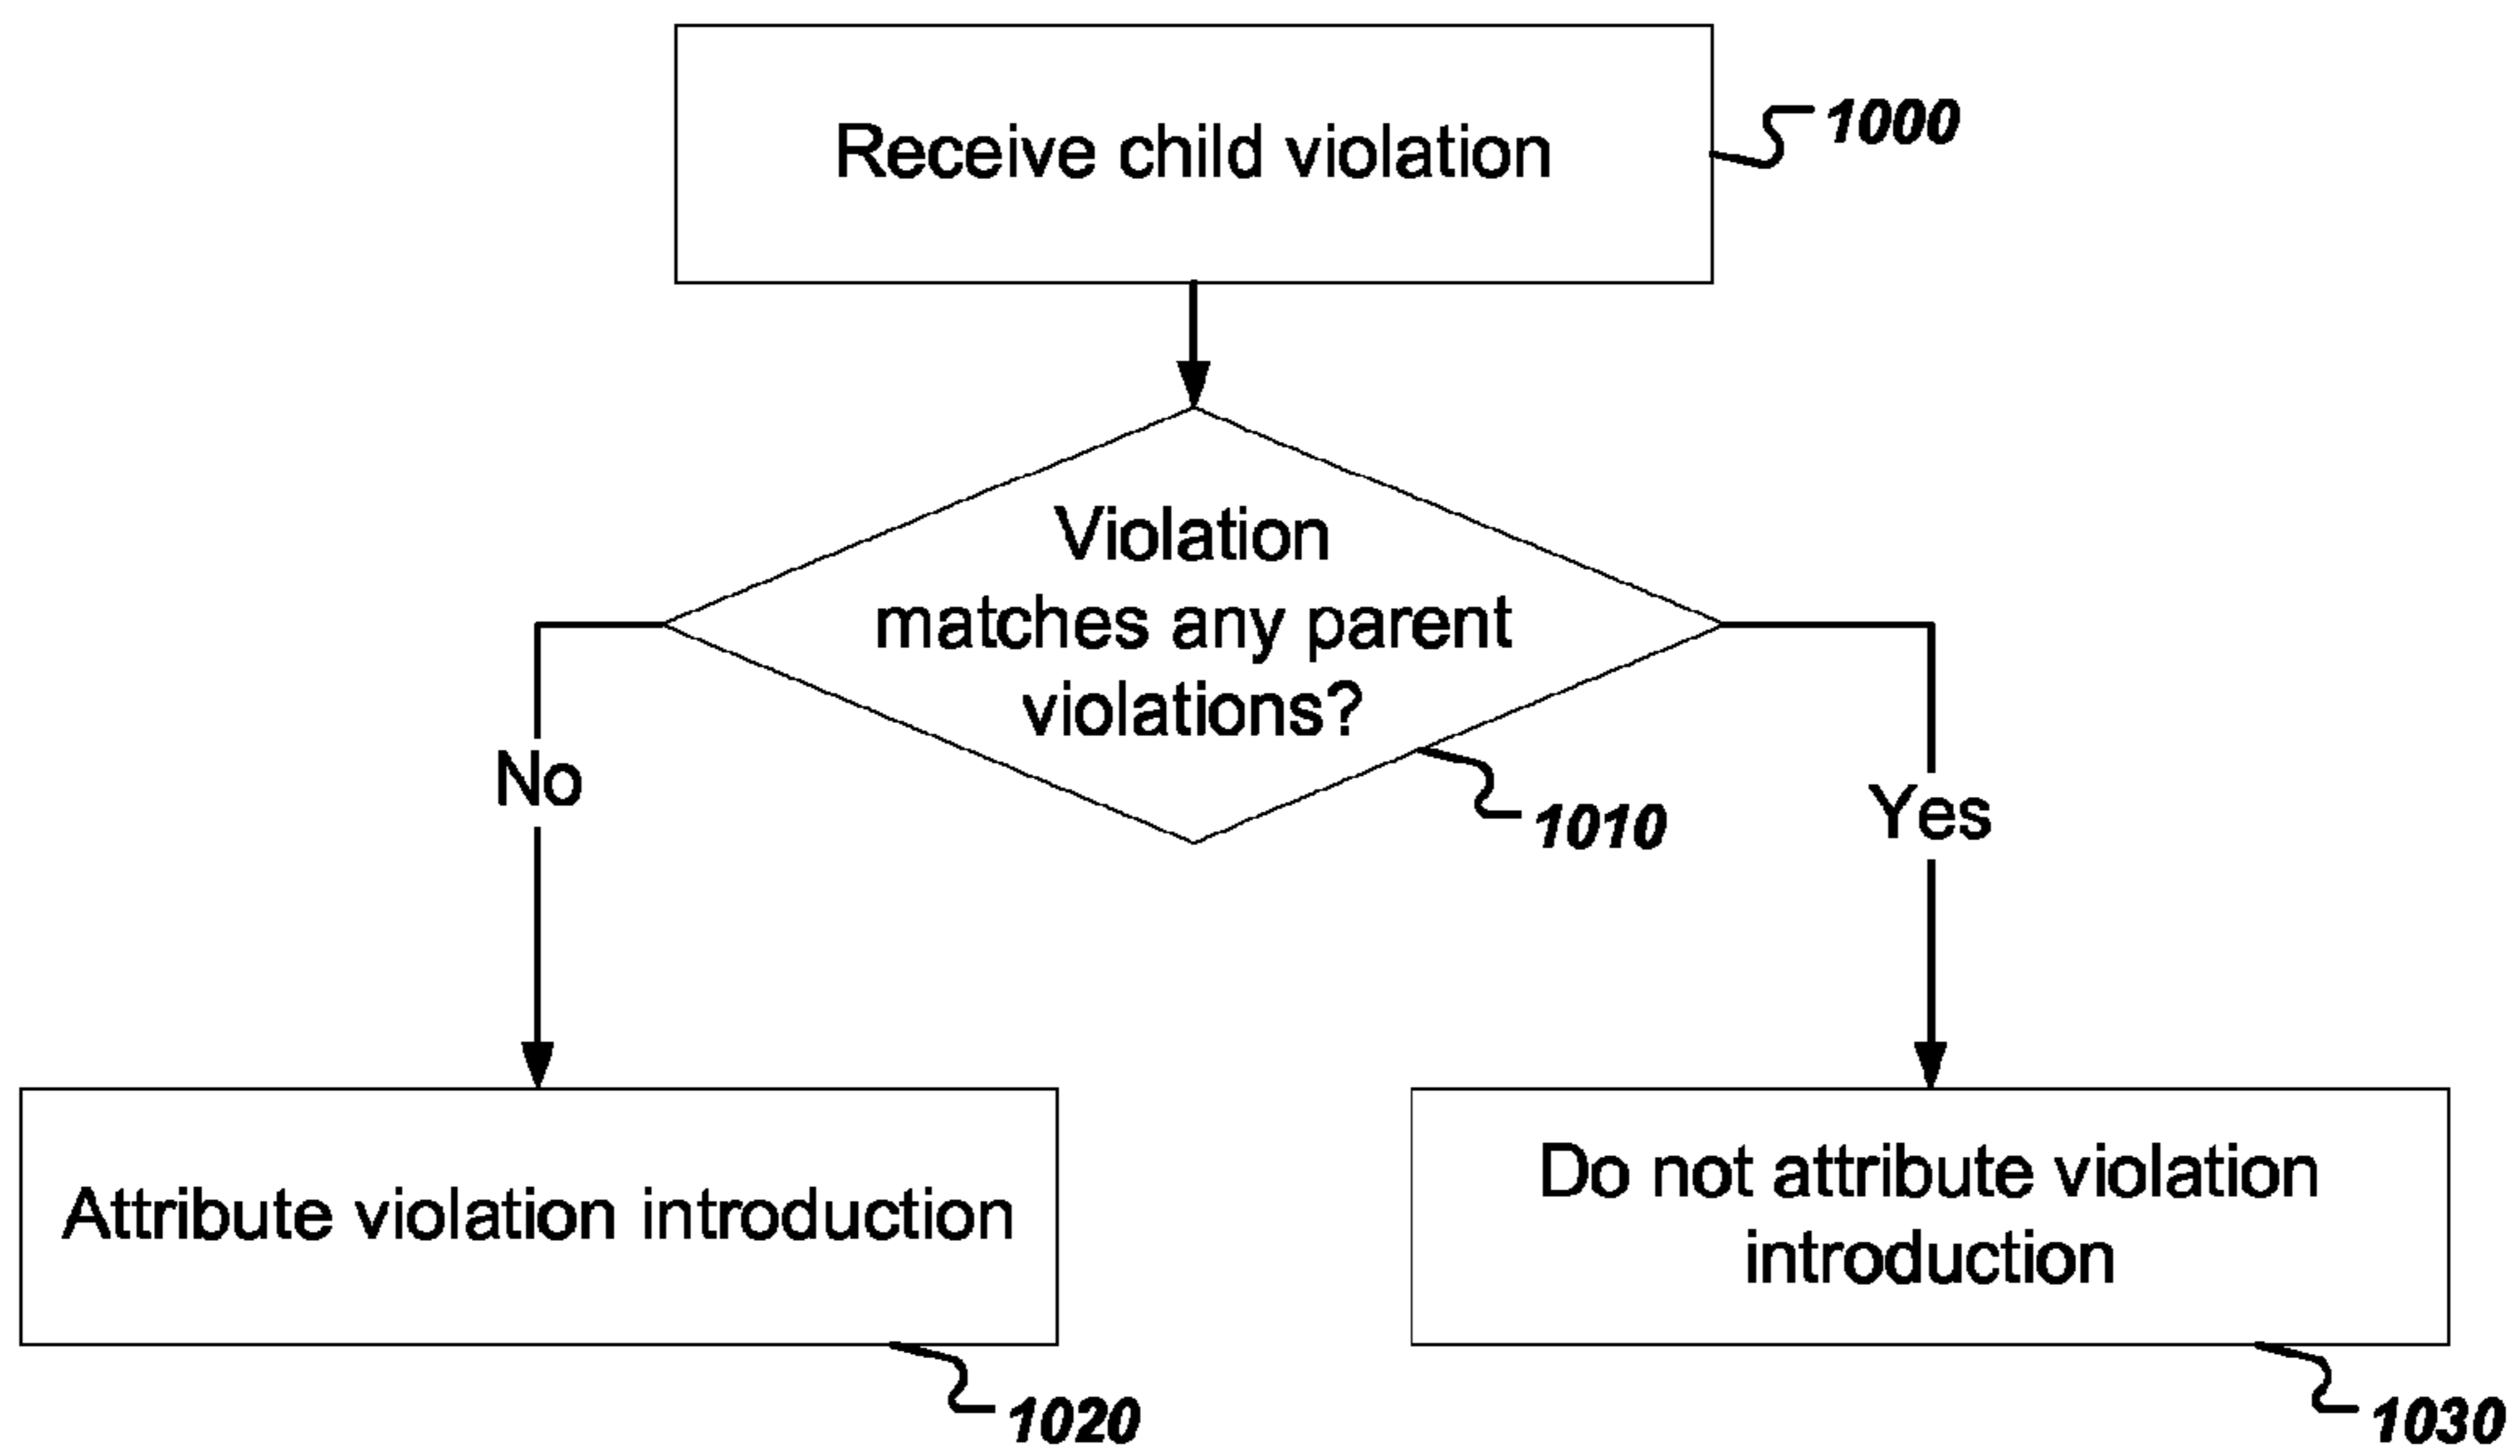 Receive child violation
1000
Violation
matches any parent
violations?
1010
No
Yes
Attribute violation introduction
1020
Do not attribute violation
introduction
1030